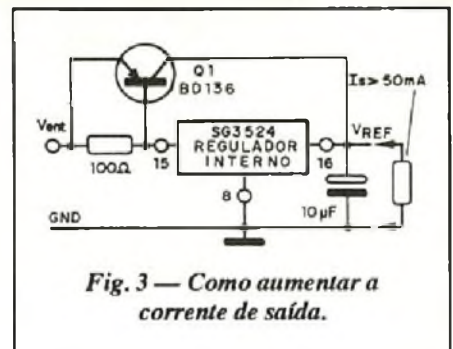 Q1
BD136
Is> 50mA
Vent
100Ω
15
SG3524
REGULADOR
INTERNO
16
VREF
8
10µF
GND
Fig. 3 — Como aumentar a
corrente de saída.